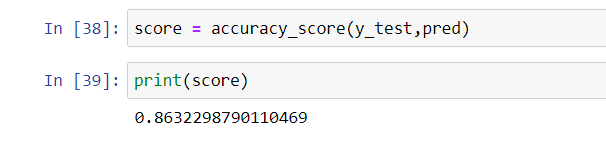 In [38]: score = accuracy_score(y_test,pred)
In [39]: print(score)
0.8632298790110469